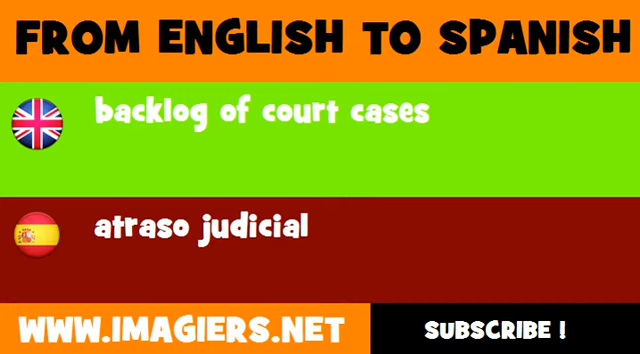 FROM ENGLISH TO SPANISH
backlog of court cases
atraso judicial
WWW.IMAGIERS.NET
SUBSCRIBE !